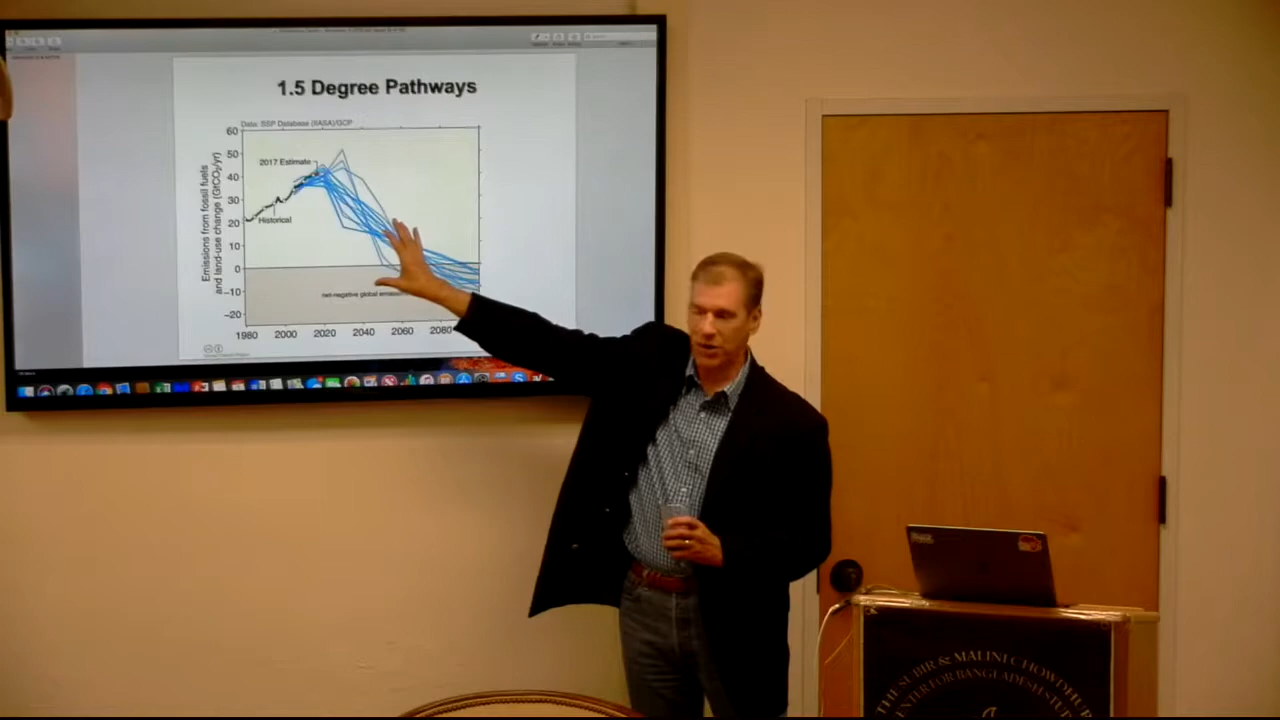 1.5 Degree Pathways
Data: SSP Database (IIASA)/GCP
60
50
40
30
20
10
0
−10
−20
Emissions from fossil fuels
and land-use change (GtCO₂/yr)
2017 Estimate
Historical
net-negative global
1980
2000
2020
2040
2060
2080
THE SUBIR & MALINI CHOWDHURY
CENTER FOR BANGLADESH